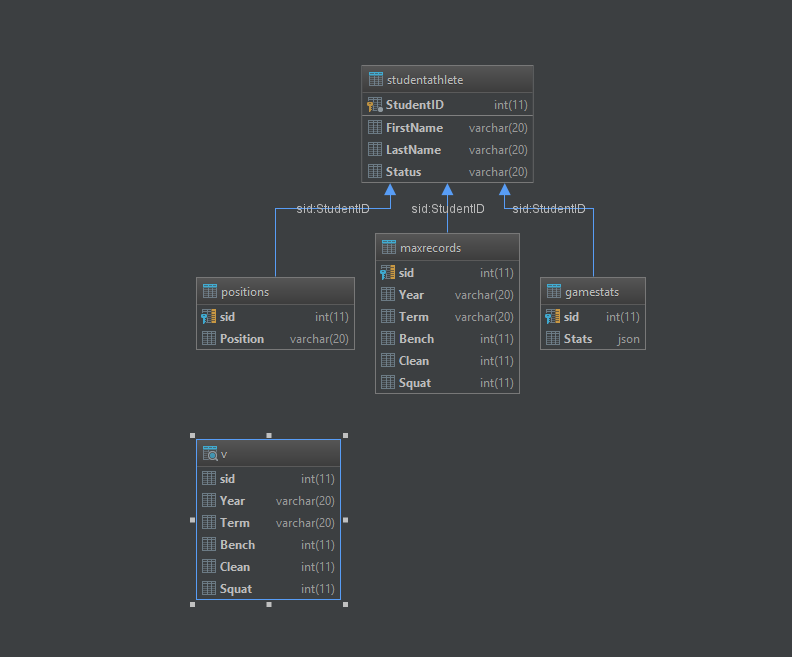 studentathlete
StudentID int(11)
FirstName varchar(20)
LastName varchar(20)
Status varchar(20)
sid:StudentID sid:StudentID sid:StudentID
positions
sid int(11)
Position varchar(20)
maxrecords
sid int(11)
Year varchar(20)
Term varchar(20)
Bench int(11)
Clean int(11)
Squat int(11)
gamestats
sid int(11)
Stats json
v
sid int(11)
Year varchar(20)
Term varchar(20)
Bench int(11)
Clean int(11)
Squat int(11)